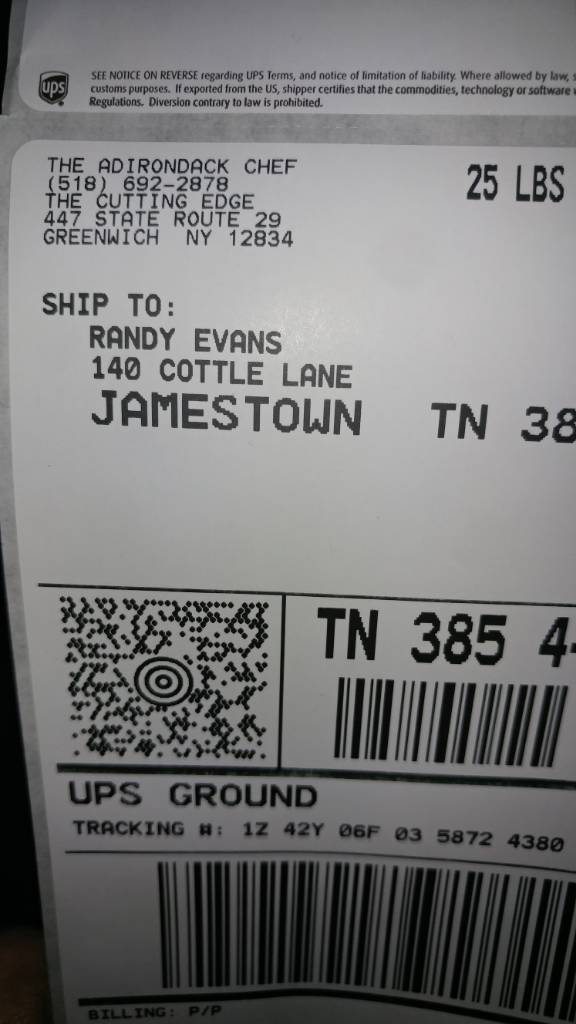 ups
SEE NOTICE ON REVERSE regarding UPS Terms, and notice of limitation of liability. Where allowed by law,
customs purposes. If exported from the US, shipper certifies that the commodities, technology or software
Regulations. Diversion contrary to law is prohibited.
THE ADIRONDACK CHEF
(518) 692-2878
THE CUTTING EDGE
447 STATE ROUTE 29
GREENWICH NY 12834
25 LBS
SHIP TO:
RANDY EVANS
140 COTTLE LANE
JAMESTOWN TN 38
TN 385 4-
UPS GROUND
TRACKING #: 1Z 42Y 06F 03 5872 4380
BILLING: P/P